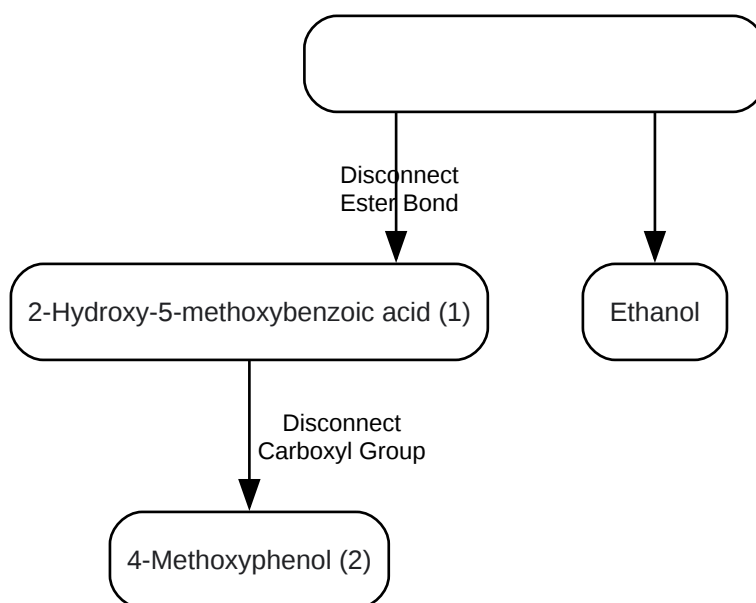 Disconnect
Ester Bond
2-Hydroxy-5-methoxybenzoic acid (1)
Ethanol
Disconnect
Carboxyl Group
4-Methoxyphenol (2)